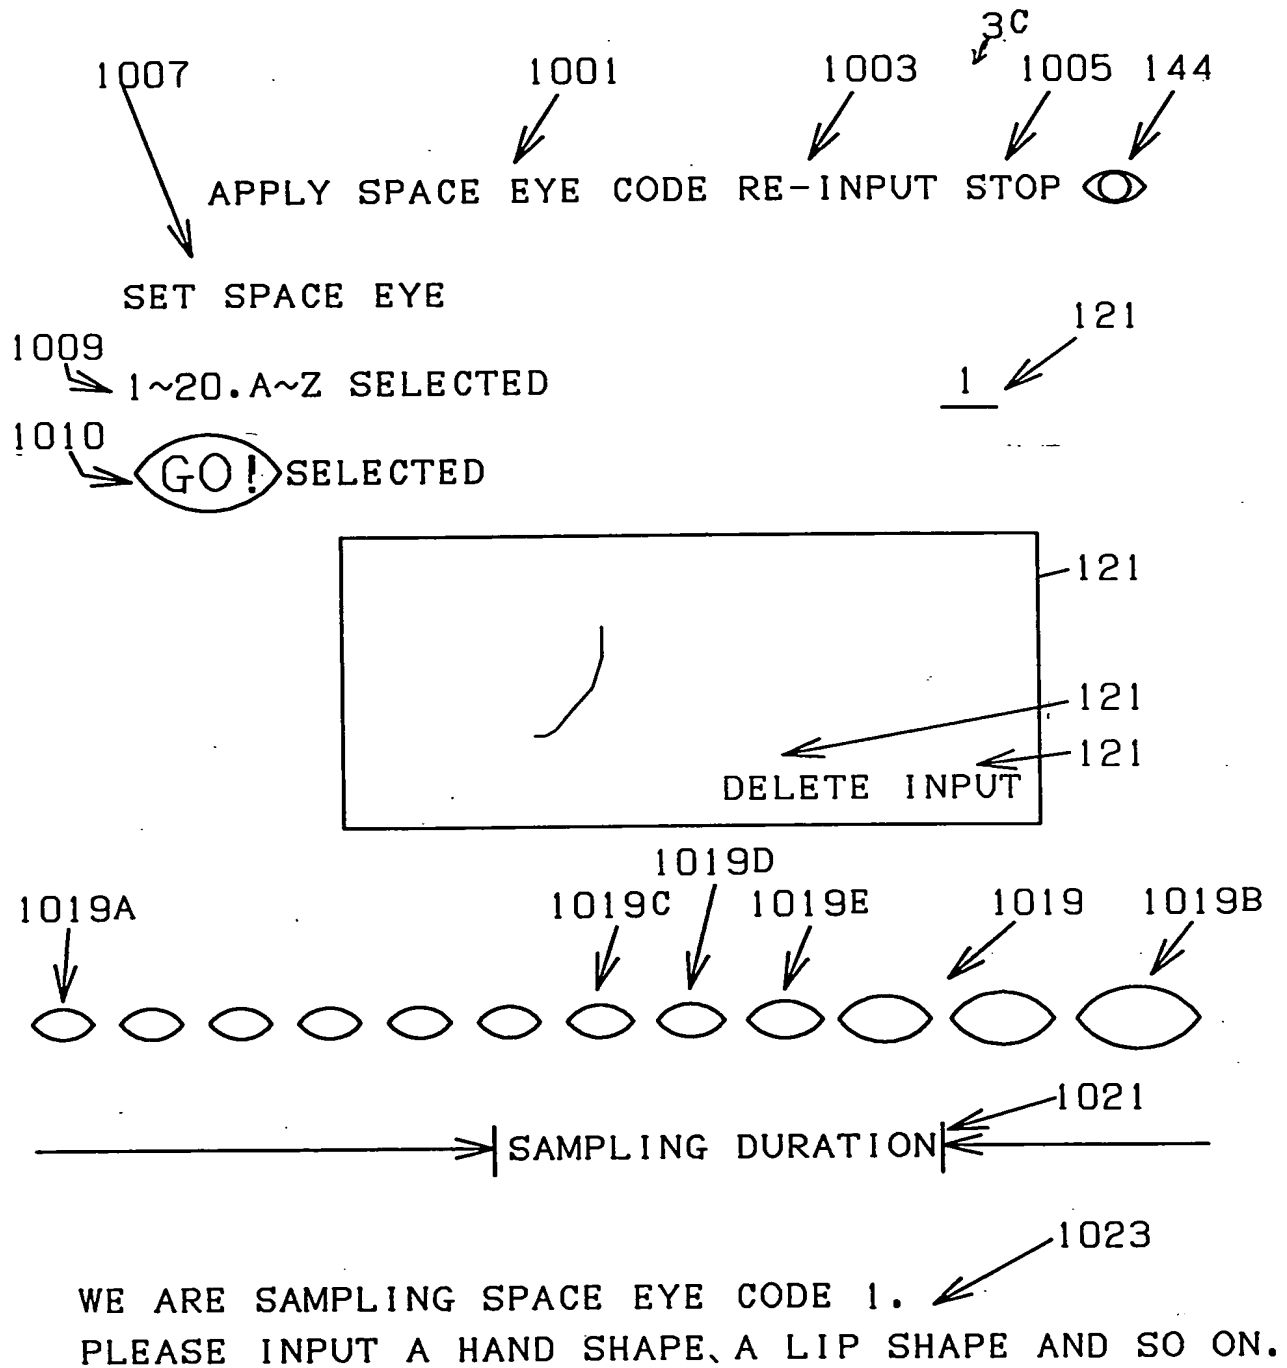 3C
1007 1001 1003 1005 144
APPLY SPACE EYE CODE RE-INPUT STOP
SET SPACE EYE
121
1009
1~20.A~Z SELECTED 1
1010
GO! SELECTED
121
121
121
DELETE INPUT
1019D
1019A 1019C 1019E 1019 1019B
1021
SAMPLING DURATION
1023
WE ARE SAMPLING SPACE EYE CODE 1.
PLEASE INPUT A HAND SHAPE、A LIP SHAPE AND SO ON.